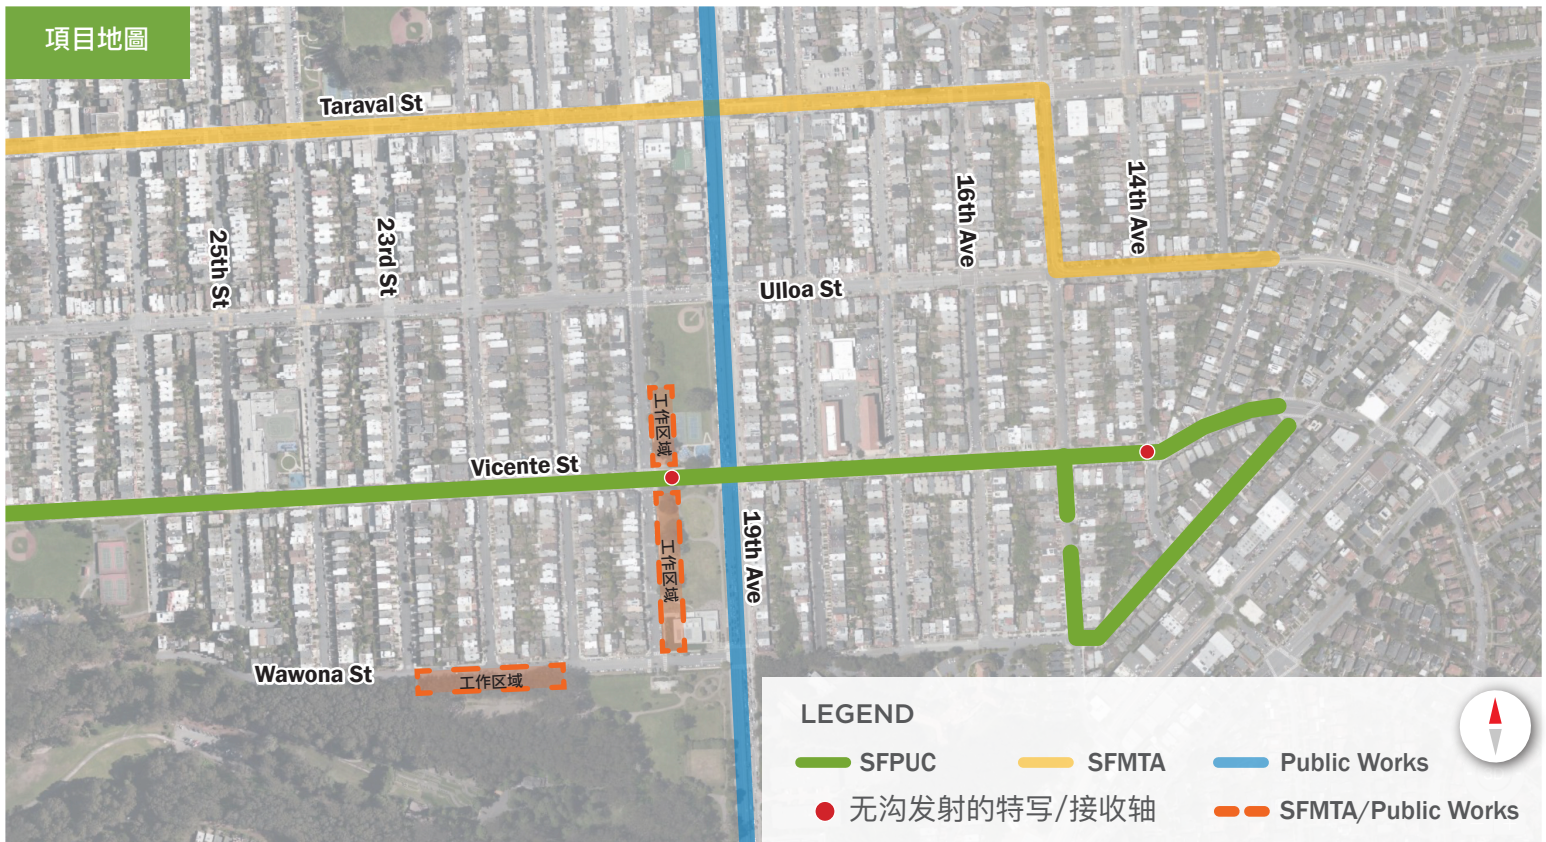 項目地圖
Taraval St
25th St
23rd St
16th Ave
14th Ave
Ulloa St
工作区域
Vicente St
工作区域
19th Ave
Wawona St
工作区域
LEGEND
SFPUC
SFMTA
Public Works
无沟发射的特写/接收轴
SFMTA/Public Works